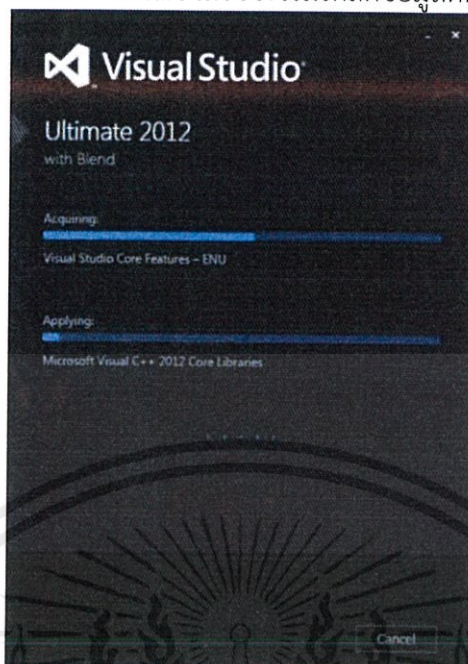 Visual Studio
Ultimate 2012
with Blend
Acquiring:
Visual Studio Core Features - ENU
Applying:
Microsoft Visual C++ 2012 Core Libraries
Cancel